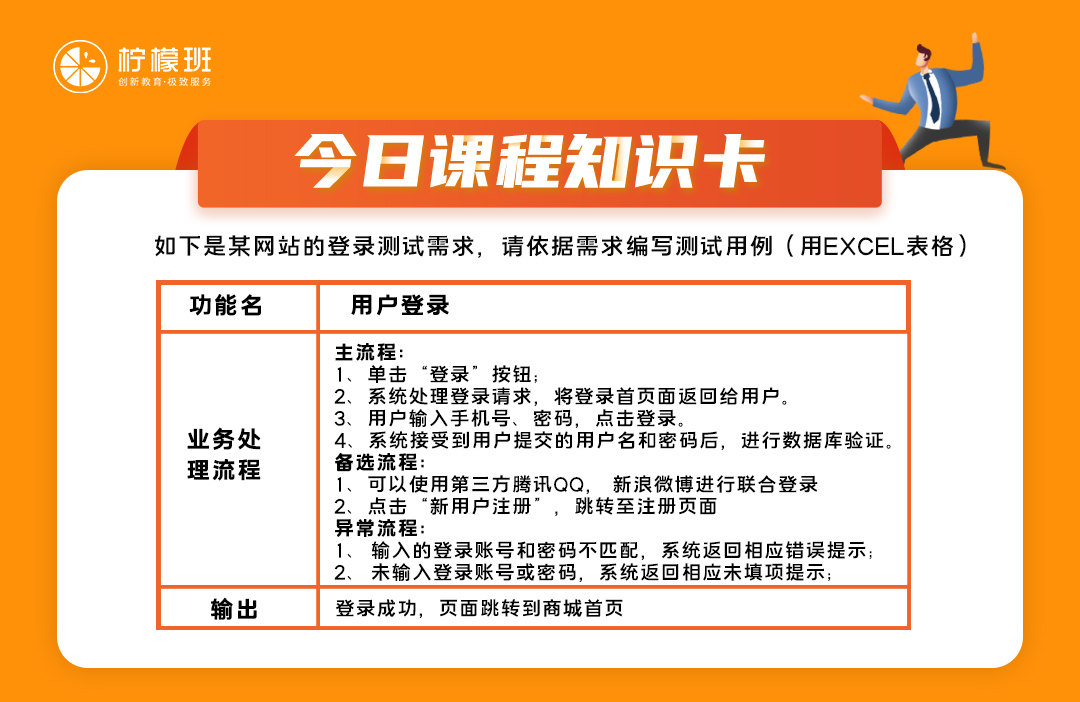 柠檬班
创新教育·极致服务
今日课程知识卡
如下是某网站的登录测试需求，请依据需求编写测试用例（用EXCEL表格）
功能名
用户登录
业务处
理流程
主流程：
1、单击“登录”按钮；
2、系统处理登录请求，将登录首页面返回给用户。
3、用户输入手机号、密码，点击登录。
4、系统接受到用户提交的用户名和密码后，进行数据库验证。
备选流程：
1、可以使用第三方腾讯QQ， 新浪微博进行联合登录
2、点击“新用户注册”，跳转至注册页面
异常流程：
1、 输入的登录账号和密码不匹配，系统返回相应错误提示；
2、 未输入登录账号或密码，系统返回相应未填项提示；
输出
登录成功，页面跳转到商城首页